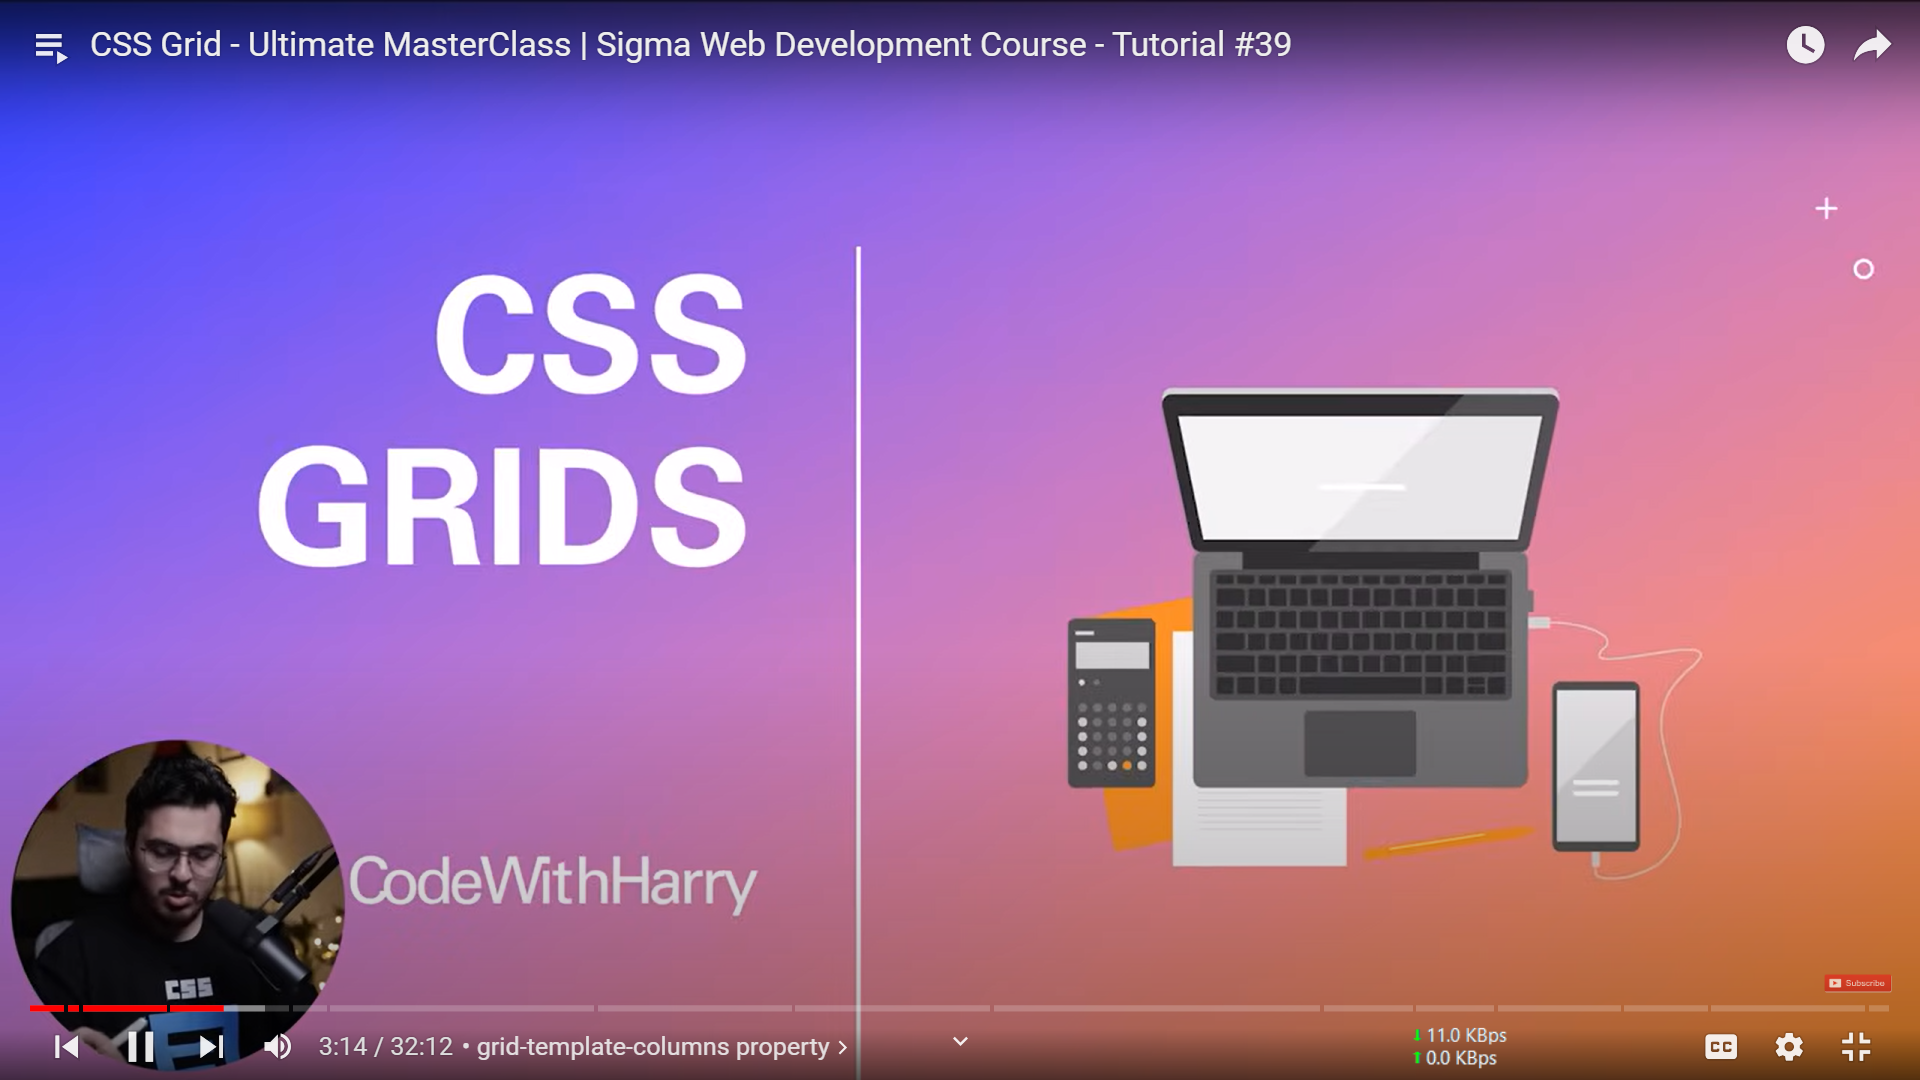 CSS Grid - Ultimate MasterClass | Sigma Web Development Course - Tutorial #39
CSS
GRIDS
CodeWithHarry
CSS
Subscribe
3:14 / 32:12 • grid-template-columns property
11.0 KBps
0.0 KBps
CC